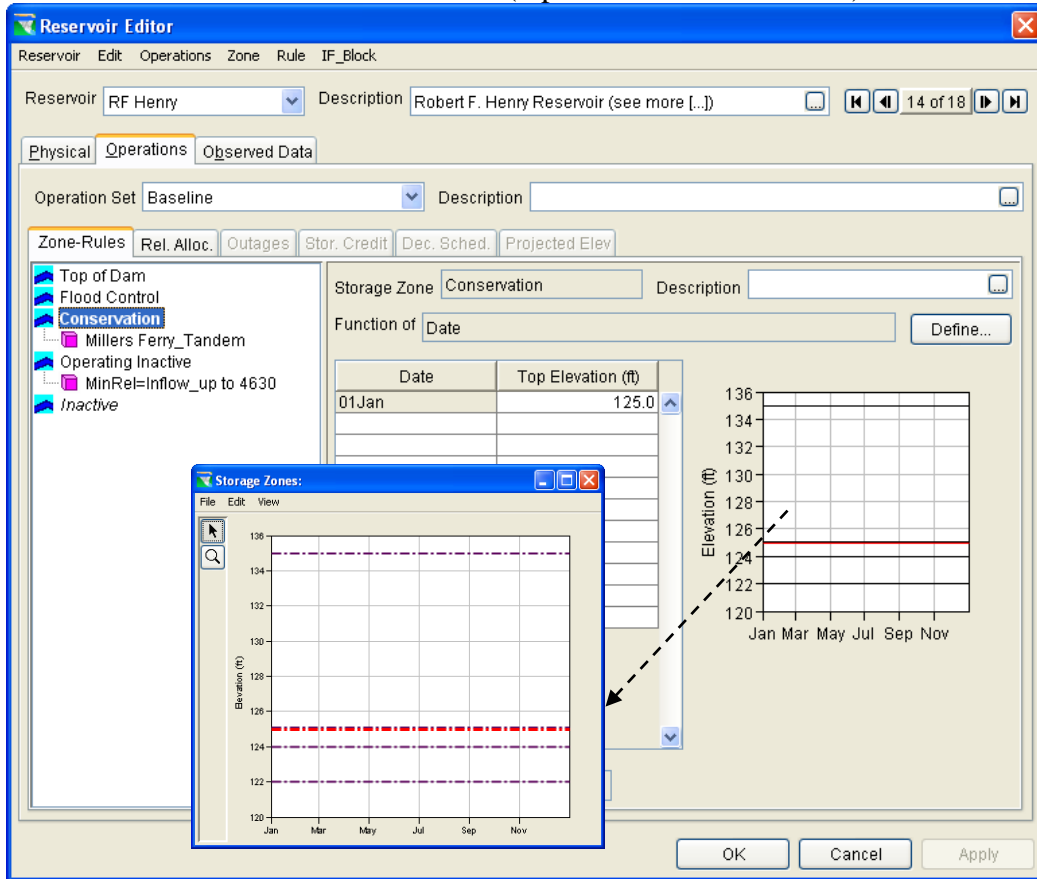 Reservoir Editor
Reservoir Edit Operations Zone Rule IF_Block
Reservoir RF Henry Description Robert F. Henry Reservoir (see more [...]) ... 14 of 18
Physical Operations Observed Data
Operation Set Baseline Description ...
Zone-Rules Rel. Alloc. Outages Stor. Credit Dec. Sched. Projected Elev
Top of Dam
Flood Control
Conservation
Millers Ferry_Tandem
Operating Inactive
MinRel=Inflow_up to 4630
Inactive
Storage Zone Conservation Description ...
Function of Date Define...
Date Top Elevation (ft)
01Jan 125.0
136
134
132
130
128
126
124
122
120
Elevation (ft)
Jan Mar May Jul Sep Nov
Storage Zones:
File Edit View
136
134
132
130
128
126
124
122
120
Elevation (ft)
Jan Mar May Jul Sep Nov
OK Cancel Apply